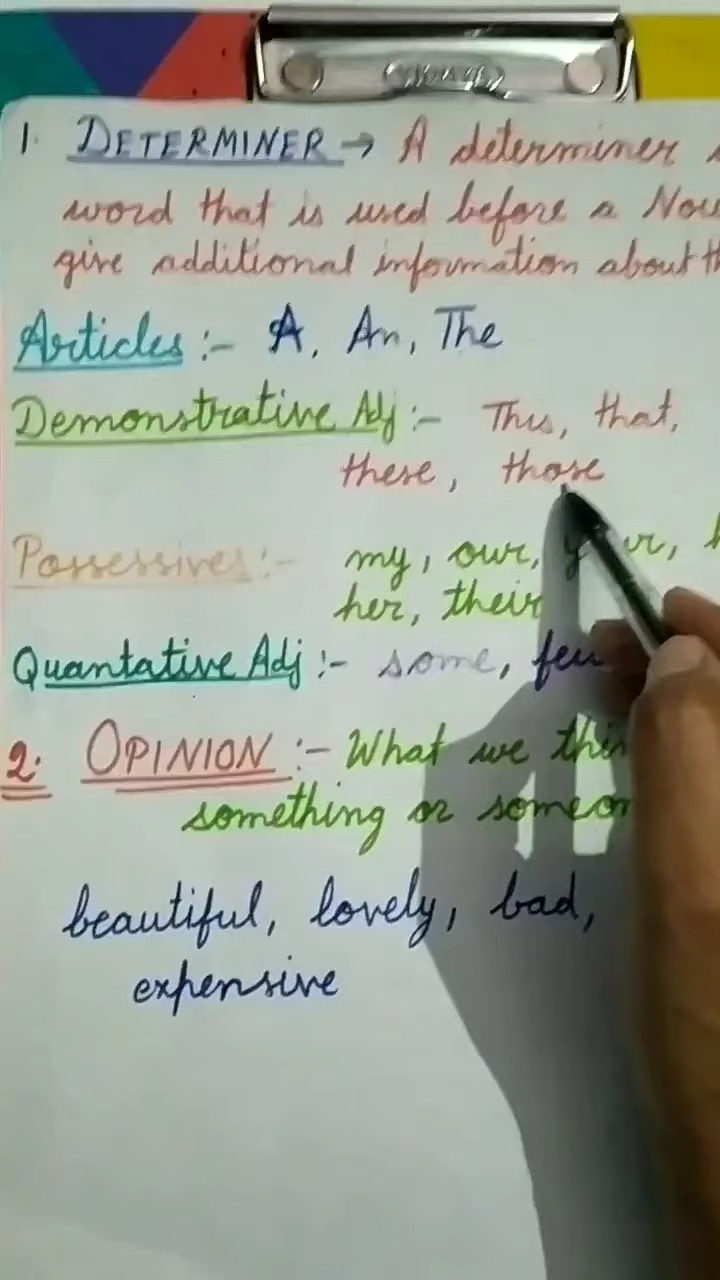 1. DETERMINER → A determiner
word that is used before a
give additional information about
Articles :- A, An, The
Demonstrative Adj :- This, that,
these, those
Possessives :- my, our,
her, their
Quantative Adj :- some,
2. OPINION :- What we
something or
beautiful, lovely, bad,
expensive